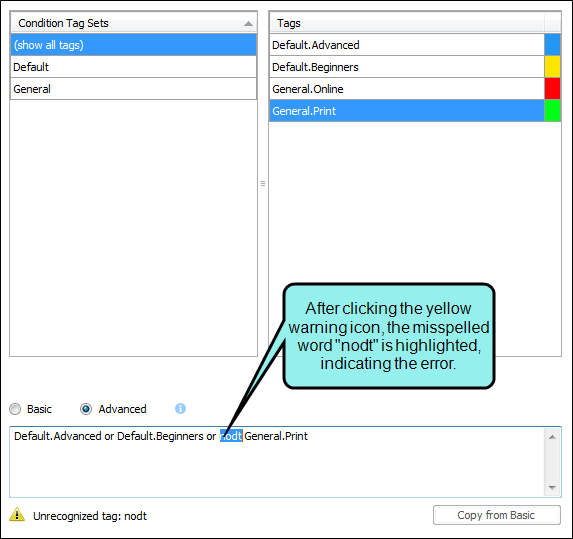 Condition Tag Sets
(show all tags)
Default
General
Tags
Default.Advanced
Default.Beginners
General.Online
General.Print
After clicking the yellow
warning icon, the misspelled
word "nodt" is highlighted,
indicating the error.
Basic
Advanced
Default.Advanced or Default.Beginners or nodt General.Print
Unrecognized tag: nodt
Copy from Basic